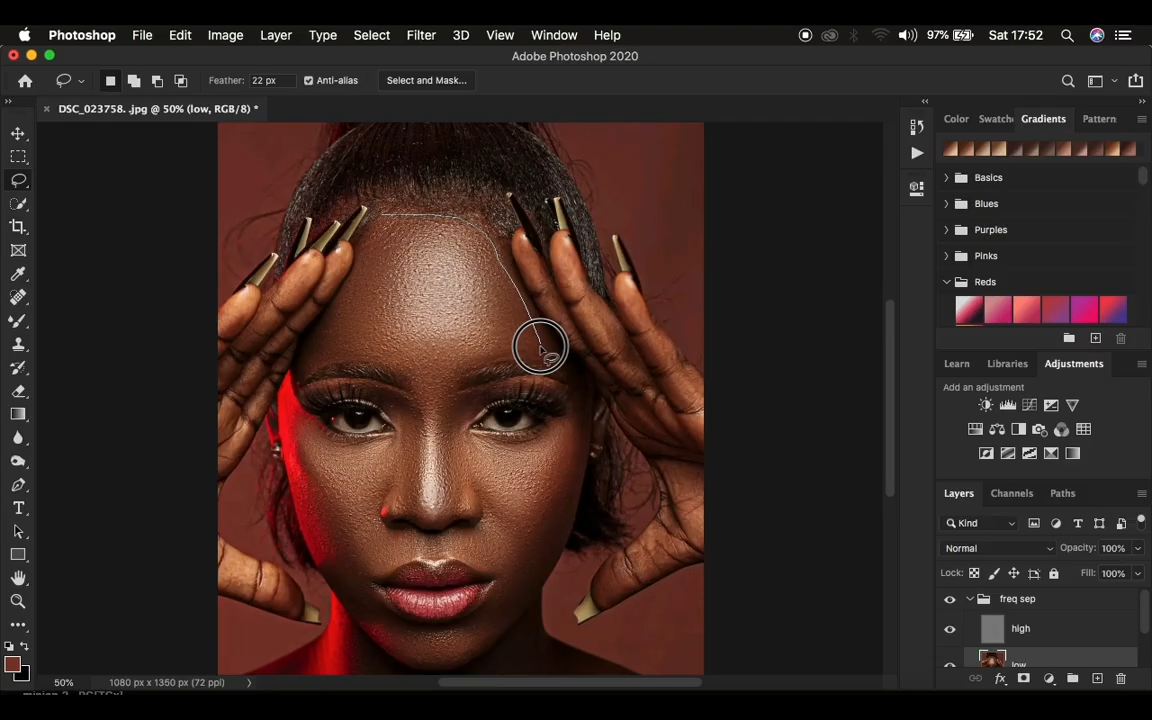 Photoshop File Edit Image Layer Type Select Filter 3D View Window Help 97% Sat 17:52
Adobe Photoshop 2020
Feather: 22 px Anti-alias Select and Mask...
DSC_023758. .jpg @ 50% (low, RGB/8) *
Color Swatche Gradients Pattern
Basics
Blues
Purples
Pinks
Reds
Learn Libraries Adjustments
Add an adjustment
Layers Channels Paths
Kind
Normal Opacity: 100%
Lock: Fill: 100%
freq sep
high
low
50% 1080 px x 1350 px (72 ppi)